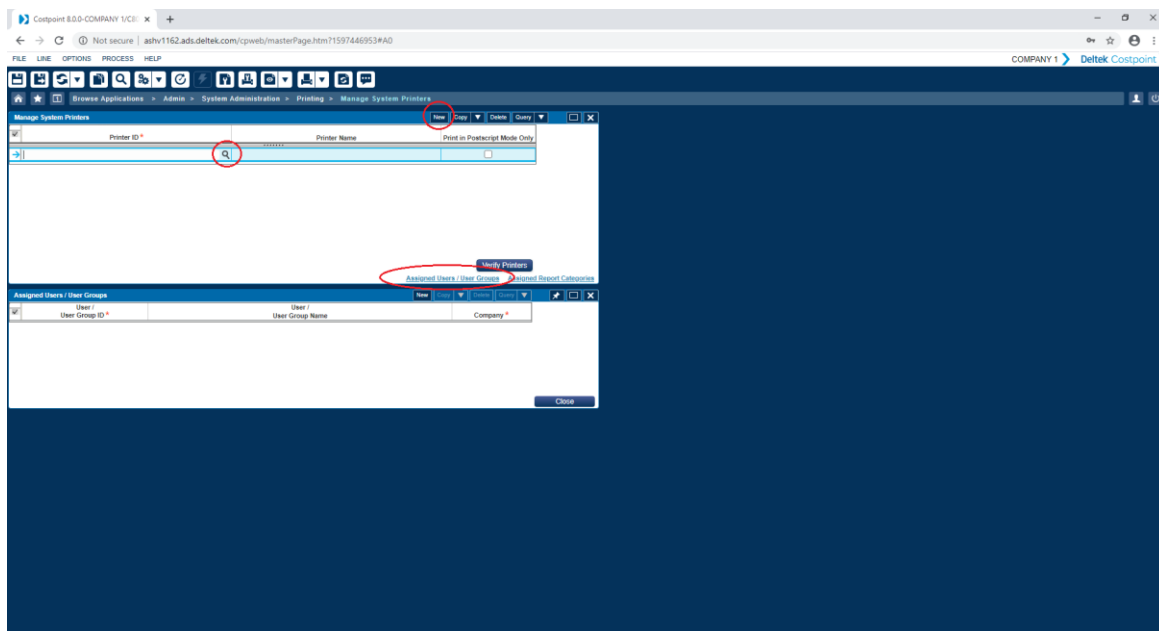 Costpoint 8.0.0-COMPANY 1/C8
Not secure | ashv1162.ads.deltek.com/cpweb/masterPage.htm?1597446953#A0
FILE LINE OPTIONS PROCESS HELP COMPANY 1 Deltek Costpoint
Browse Applications > Admin > System Administration > Printing > Manage System Printers
Manage System Printers New Copy Delete Query
Printer ID * Printer Name Print in Postscript Mode Only
Verify Printers
Assigned Users / User Groups Assigned Report Categories
Assigned Users / User Groups New Copy Delete Query
User / User /
User Group ID * User Group Name Company *
Close